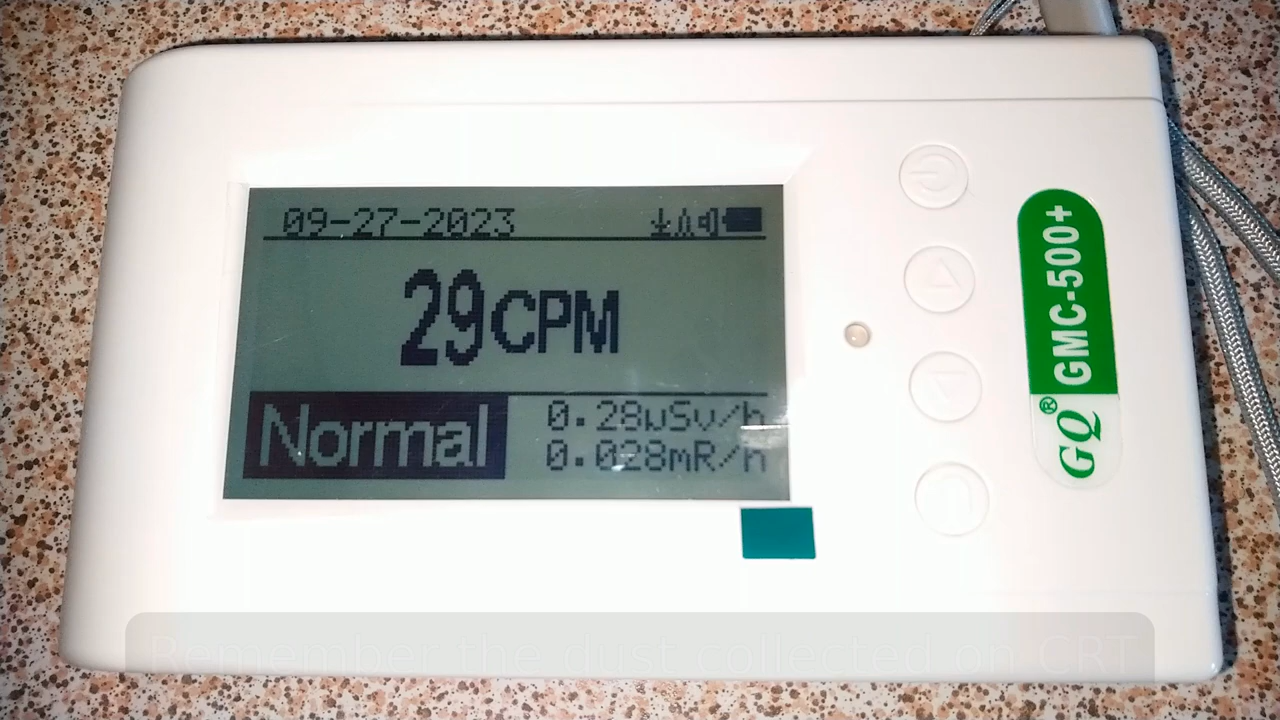 09-27-2023
29CPM
Normal
0.28uSv/h
0.028mR/h
GQ® GMC-500+
Remember the dust collected on CRT